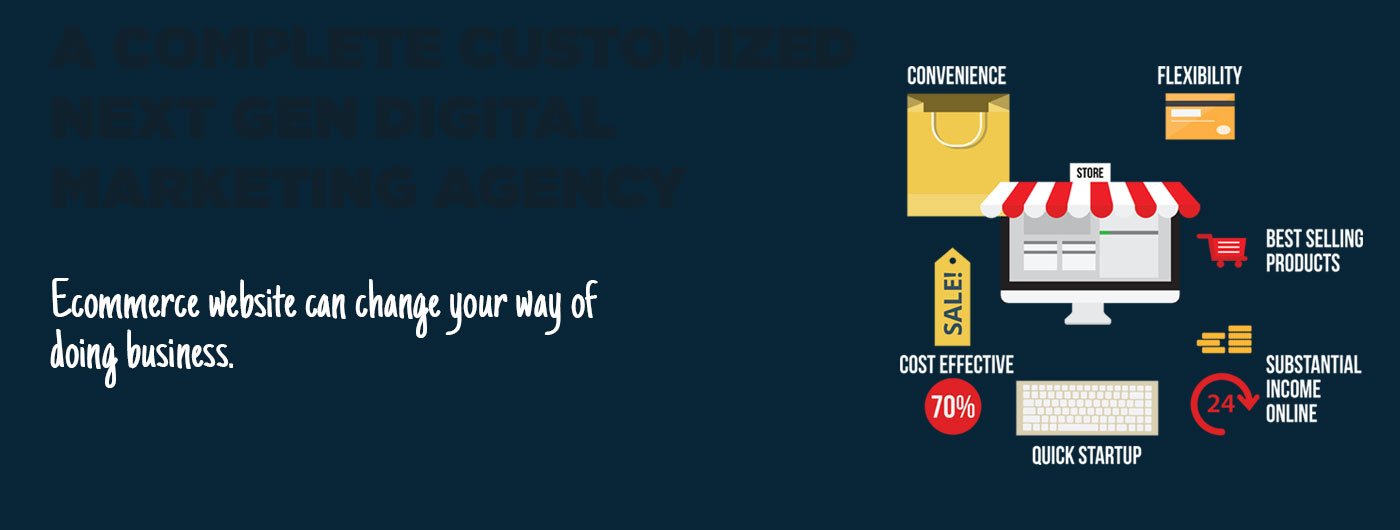 A COMPLETE CUSTOMIZED
NEXT GEN DIGITAL
MARKETING AGENCY
Ecommerce website can change your way of
doing business.
CONVENIENCE
FLEXIBILITY
STORE
BEST SELLING
PRODUCTS
SALE!
COST EFFECTIVE
70%
SUBSTANTIAL
INCOME
ONLINE
24
QUICK STARTUP